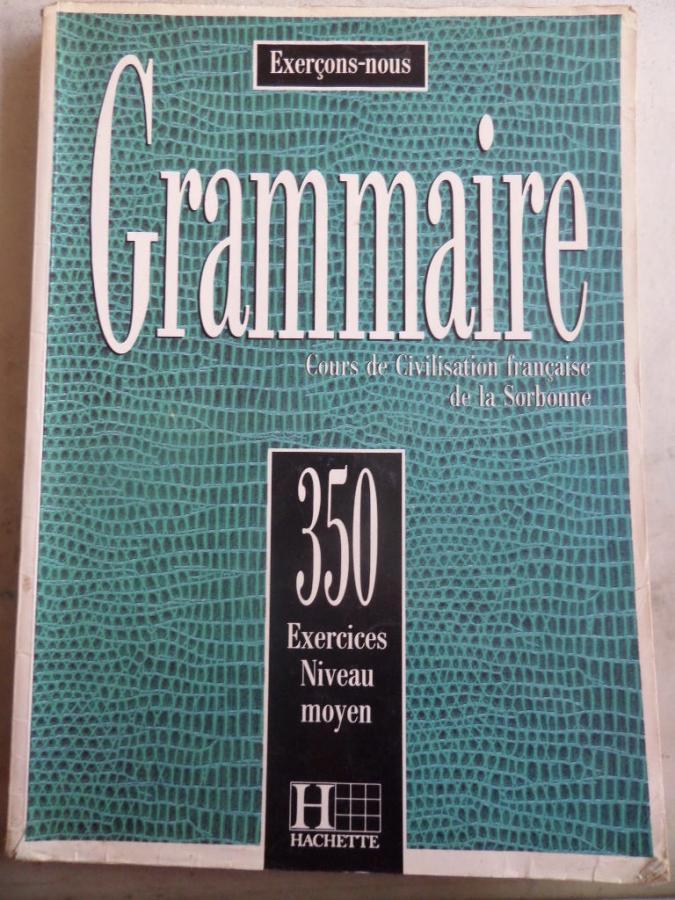 Exerçons-nous
Grammaire
Cours de Civilisation française
de la Sorbonne
350
Exercices
Niveau
moyen
H
HACHETTE